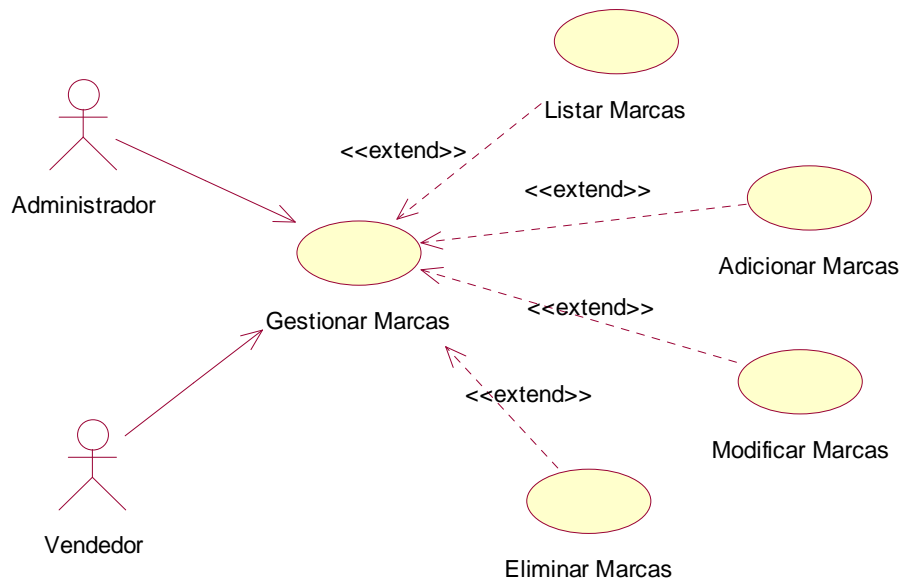 Listar Marcas
<<extend>>
Administrador
<<extend>>
Adicionar Marcas
Gestionar Marcas
<<extend>>
<<extend>>
Modificar Marcas
Vendedor
Eliminar Marcas